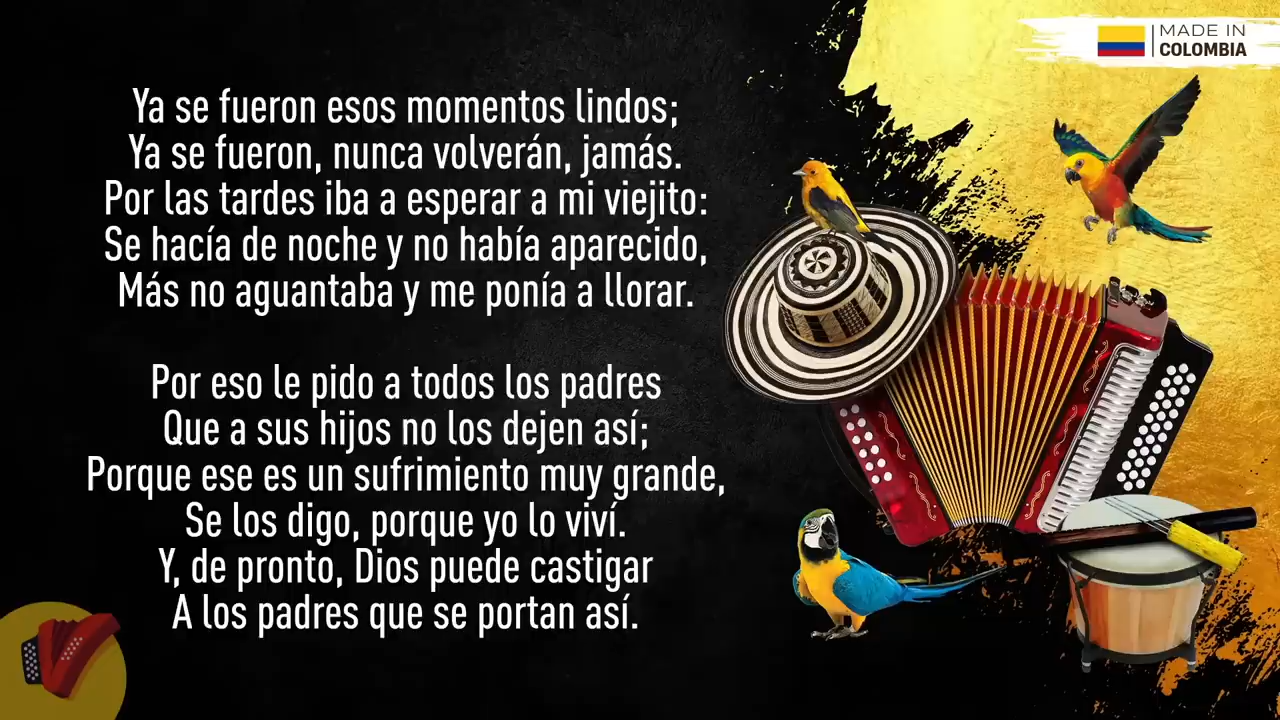 MADE IN
COLOMBIA
Ya se fueron esos momentos lindos;
Ya se fueron, nunca volverán, jamás.
Por las tardes iba a esperar a mi viejito:
Se hacía de noche y no había aparecido,
Más no aguantaba y me ponía a llorar.
Por eso le pido a todos los padres
Que a sus hijos no los dejen así;
Porque ese es un sufrimiento muy grande,
Se los digo, porque yo lo viví.
Y, de pronto, Dios puede castigar
A los padres que se portan así.